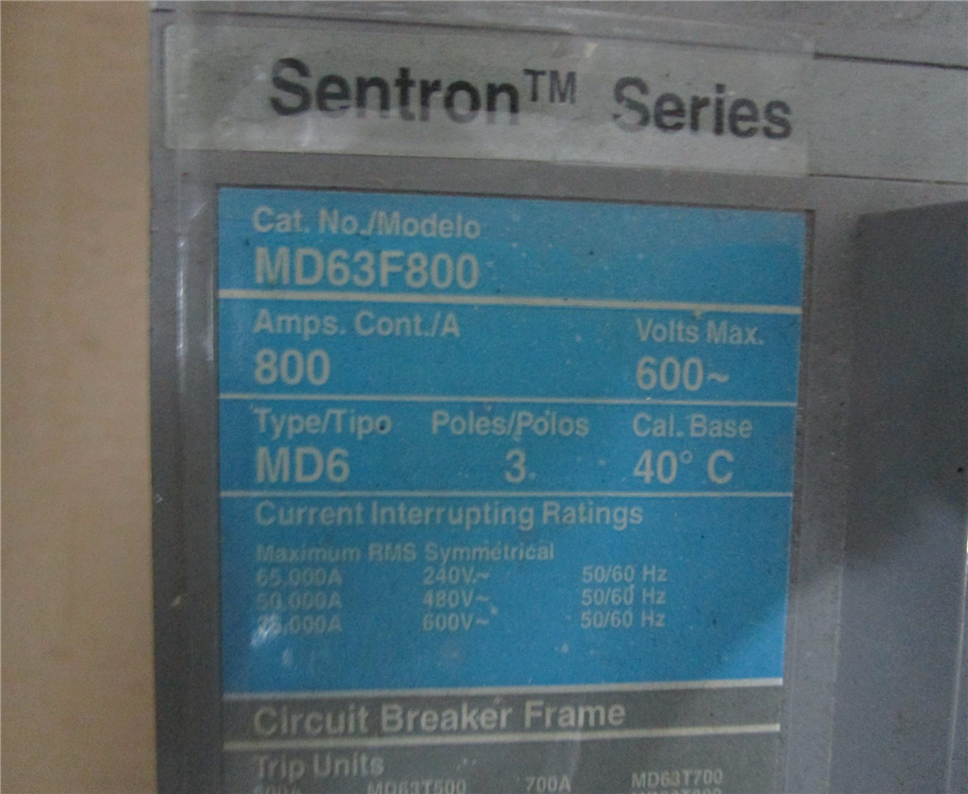 Sentron™ Series
Cat. No./Modelo
MD63F800
Amps. Cont./A Volts Max.
800 600~
Type/Tipo Poles/Polos Cal. Base
MD6 3 40° C
Current Interrupting Ratings
Maximum RMS Symmetrical
65,000A 240V~ 50/60 Hz
50,000A 480V~ 50/60 Hz
600V~ 50/60 Hz
Circuit Breaker Frame
Trip Units
MD63T500 700A MD63T700